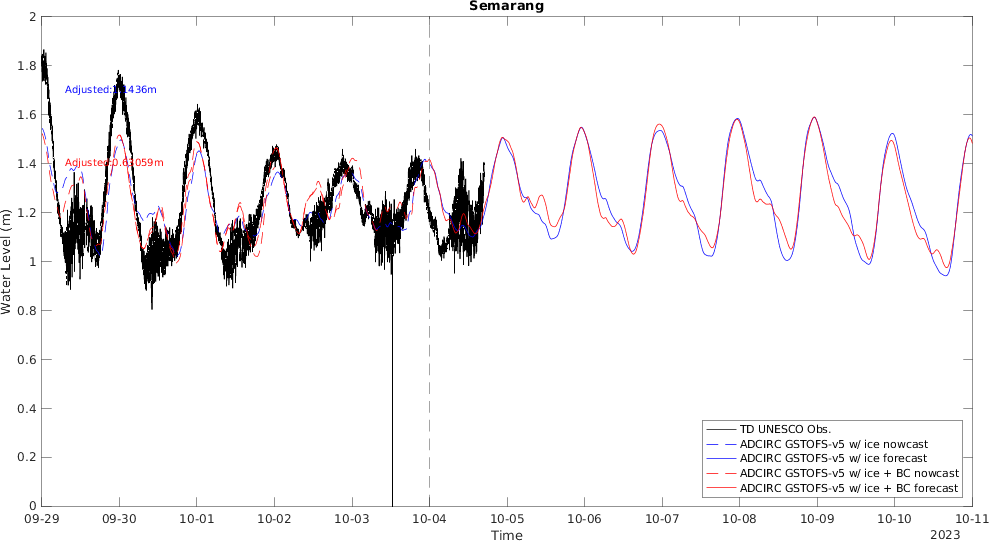 Semarang
2
1.8
1.6
1.4
1.2
1
0.8
0.6
0.4
0.2
0
Water Level (m)
Adjusted:
Adjusted:0.63059m
TD UNESCO Obs.
ADCIRC GSTOFS-v5 w/ ice nowcast
ADCIRC GSTOFS-v5 w/ ice forecast
ADCIRC GSTOFS-v5 w/ ice + BC nowcast
ADCIRC GSTOFS-v5 w/ ice + BC forecast
09-29 09-30 10-01 10-02 10-03 10-04 10-05 10-06 10-07 10-08 10-09 10-10 10-11
Time
2023